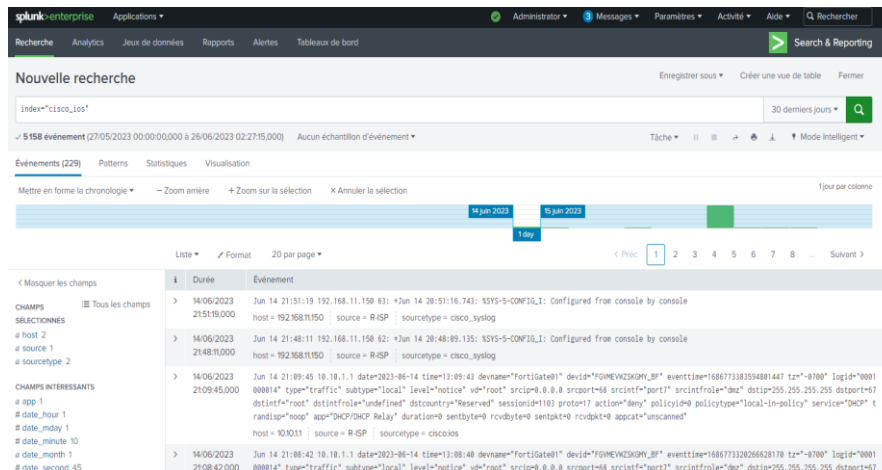 splunk>enterprise Applications ▾ Administrator ▾ 3 Messages ▾ Paramètres ▾ Activité ▾ Aide ▾ Rechercher
Recherche Analytics Jeux de données Rapports Alertes Tableaux de bord Search & Reporting
Nouvelle recherche Enregistrer sous ▾ Créer une vue de table Fermer
index="cisco_ios" 30 derniers jours ▾
✓ 5 158 événement (27/05/2023 00:00:00,000 à 26/06/2023 02:27:15,000) Aucun échantillon d'événement ▾ Tâche ▾ Mode Intelligent ▾
Événements (229) Patterns Statistiques Visualisation
Mettre en forme la chronologie ▾ — Zoom arrière + Zoom sur la sélection × Annuler la sélection 1 jour par colonne
14 juin 2023 15 juin 2023
1 day
Liste ▾ Format 20 par page ▾ < Préc 1 2 3 4 5 6 7 8 ... Suivant >
< Masquer les champs i Durée Événement
CHAMPS SÉLECTIONNÉS Tous les champs
a host 2
a source 1
a sourcetype 2
CHAMPS INTÉRESSANTS
a app 1
# date_hour 1
# date_mday 1
# date_minute 10
a date_month 1
# date_second 45
> 14/06/2023 21:51:19,000 Jun 14 21:51:19 192.168.11.150 63: *Jun 14 20:51:16.743: %SYS-5-CONFIG_I: Configured from console by console
host = 192.168.11.150 source = R-ISP sourcetype = cisco_syslog
> 14/06/2023 21:48:11,000 Jun 14 21:48:11 192.168.11.150 62: *Jun 14 20:48:09.135: %SYS-5-CONFIG_I: Configured from console by console
host = 192.168.11.150 source = R-ISP sourcetype = cisco_syslog
> 14/06/2023 21:09:45,000 Jun 14 21:09:45 10.10.1.1 date=2023-06-14 time=13:09:43 devname="FortiGate01" devid="FGVMEVWZSKGMY_BF" eventtime=1686773383594801447 tz="-0700" logid="0001
000014" type="traffic" subtype="local" level="notice" vd="root" srcip=0.0.0.0 srcport=68 srcintf="port7" srcintfrole="dmz" dstip=255.255.255.255 dstport=67
dstintf="root" dstintfrole="undefined" dstcountry="Reserved" sessionid=1103 proto=17 action="deny" policyid=0 policytype="local-in-policy" service="DHCP" t
randisp="noop" app="DHCP/DHCP Relay" duration=0 sentbyte=0 rcvdbyte=0 sentpkt=0 rcvdpkt=0 appcat="unscanned"
host = 10.10.1.1 source = R-ISP sourcetype = cisco:ios
> 14/06/2023 21:08:42,000 Jun 14 21:08:42 10.10.1.1 date=2023-06-14 time=13:08:40 devname="FortiGate01" devid="FGVMEVWZSKGMY_BF" eventtime=1686773320266628170 tz="-0700" logid="0001
000014" type="traffic" subtype="local" level="notice" vd="root" srcip=0.0.0.0 srcport=68 srcintf="port7" srcintfrole="dmz" dstip=255.255.255.255 dstport=67